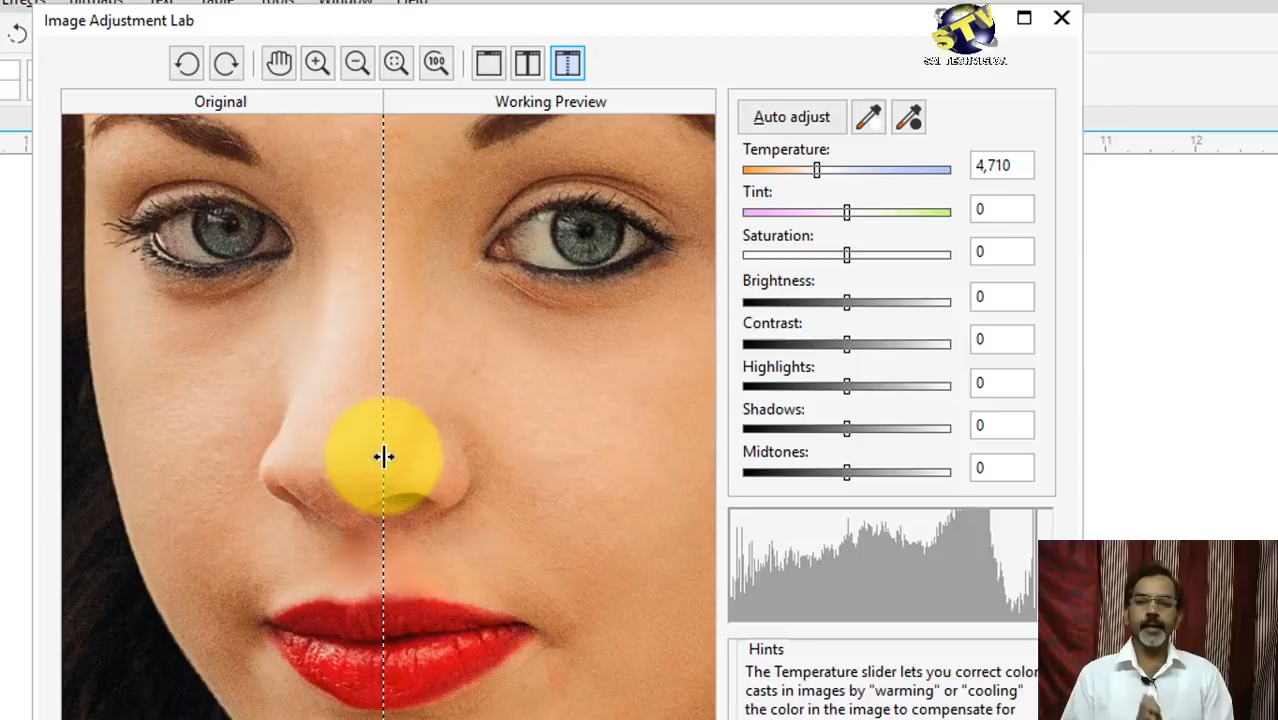 Image Adjustment Lab
STV
100
Original
Working Preview
Auto adjust
Temperature:
4,710
Tint:
0
Saturation:
0
Brightness:
0
Contrast:
0
Highlights:
0
Shadows:
0
Midtones:
0
11
12
Hints
The Temperature slider lets you correct color
casts in images by "warming" or "cooling"
the color in the image to compensate for